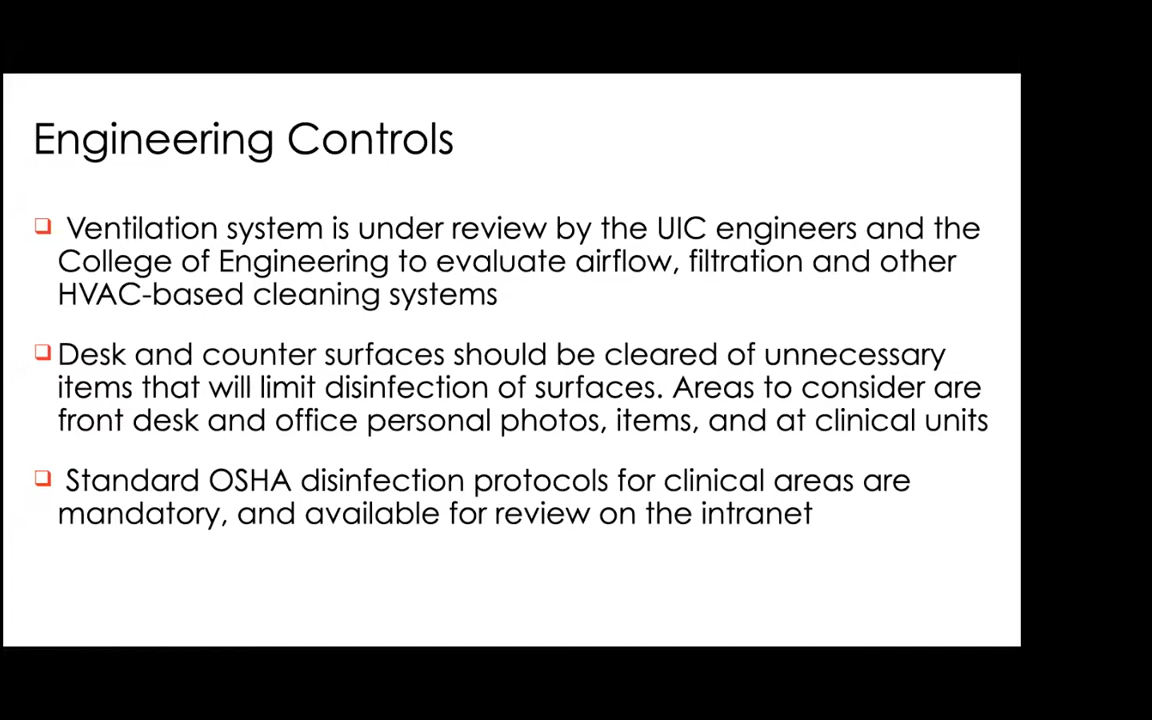 Engineering Controls
Ventilation system is under review by the UIC engineers and the
College of Engineering to evaluate airflow, filtration and other
HVAC-based cleaning systems
Desk and counter surfaces should be cleared of unnecessary
items that will limit disinfection of surfaces. Areas to consider are
front desk and office personal photos, items, and at clinical units
Standard OSHA disinfection protocols for clinical areas are
mandatory, and available for review on the intranet